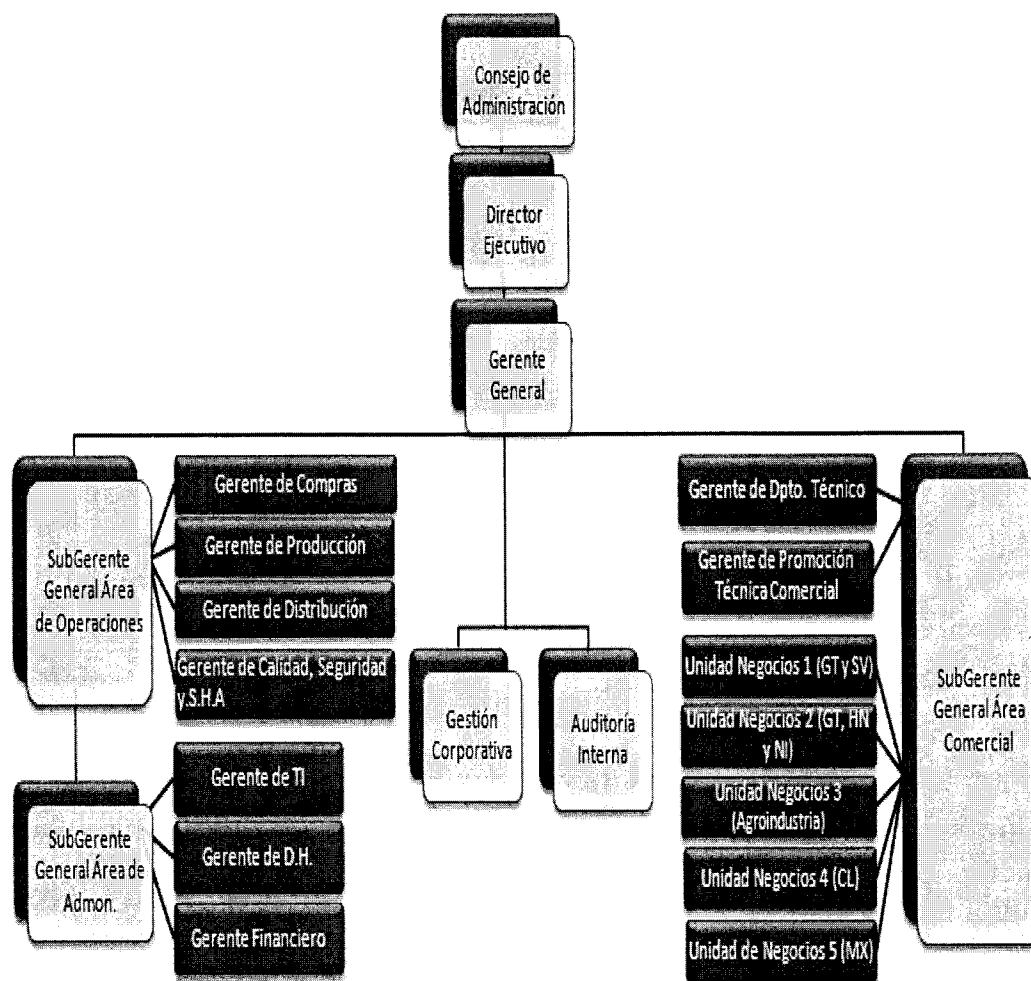 Consejo de
Administración
Director
Ejecutivo
Gerente
General
SubGerente
General Área
de Operaciones
Gerente de Compras
Gerente de Producción
Gerente de Distribución
Gerente de Calidad, Seguridad
y.S.H.A
SubGerente
General Área de
Admon.
Gerente de TI
Gerente de D.H.
Gerente Financiero
Gestión
Corporativa
Auditoría
Interna
Gerente de Dpto. Técnico
Gerente de Promoción
Técnica Comercial
Unidad Negocios 1 (GT y SV)
Unidad Negocios 2 (GT, HN
y NI)
Unidad Negocios 3
(Agroindustria)
Unidad Negocios 4 (CL)
Unidad de Negocios 5 (MX)
SubGerente
General Área
Comercial